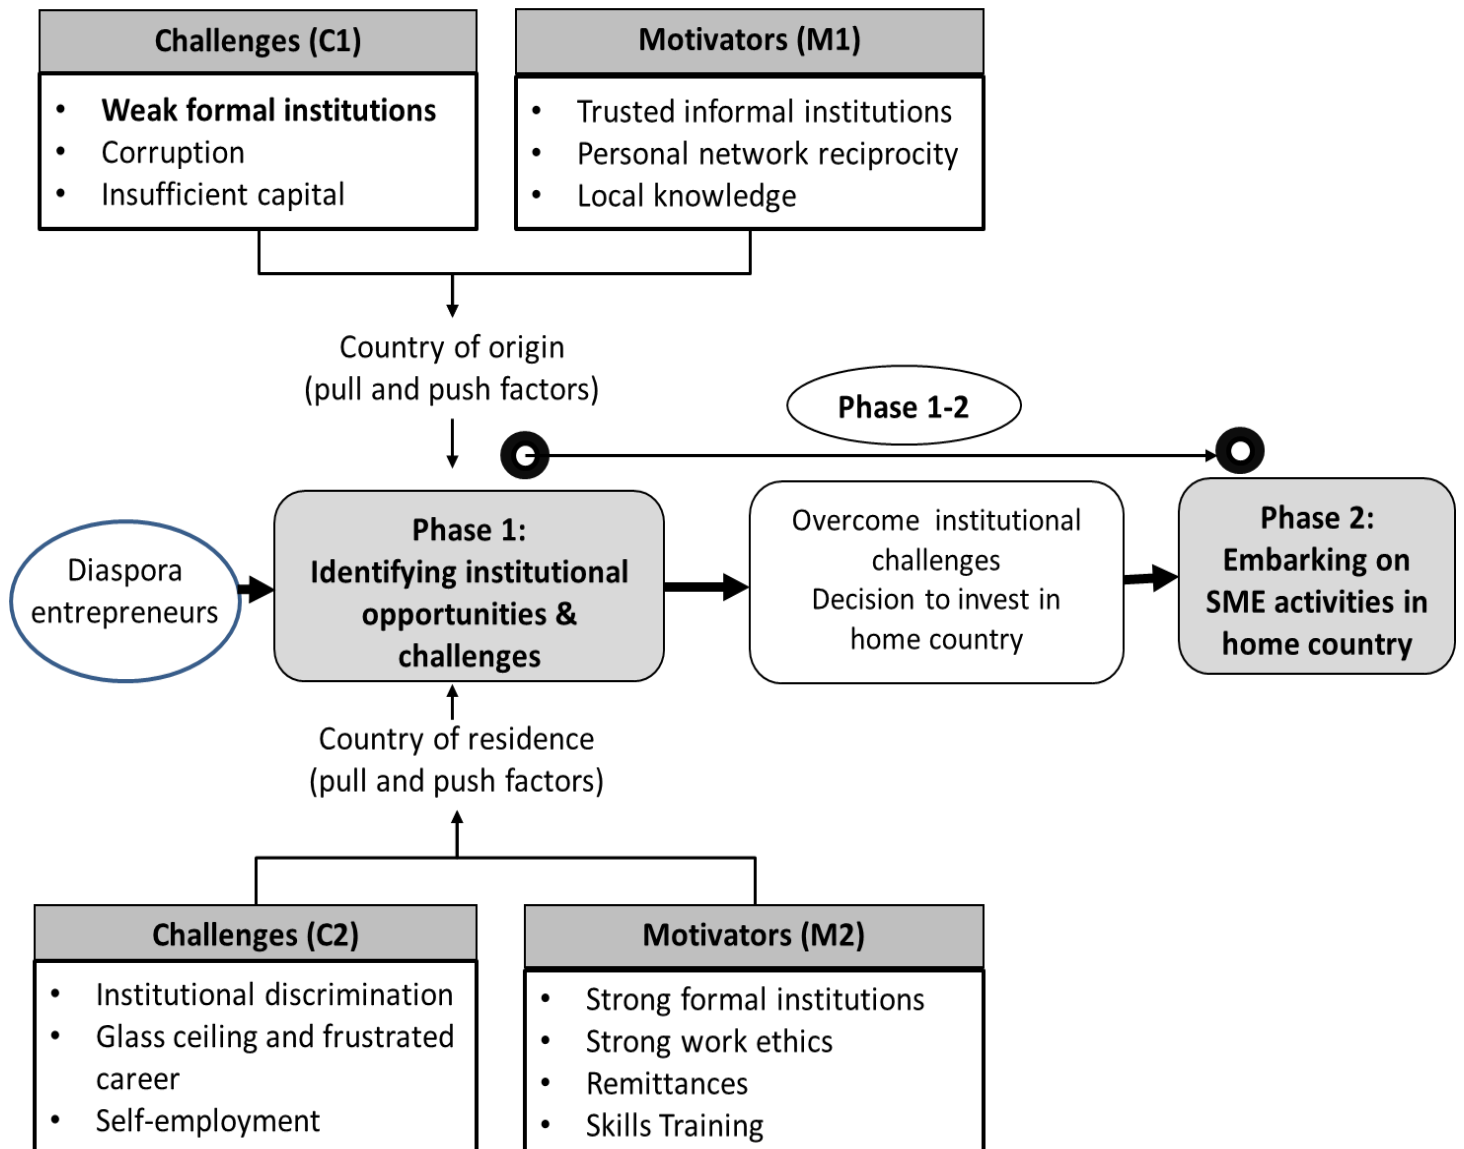 Challenges (C1)
• Weak formal institutions
• Corruption
• Insufficient capital
Motivators (M1)
• Trusted informal institutions
• Personal network reciprocity
• Local knowledge
Country of origin
(pull and push factors)
Phase 1-2
Diaspora
entrepreneurs
Phase 1:
Identifying institutional
opportunities &
challenges
Overcome institutional
challenges
Decision to invest in
home country
Phase 2:
Embarking on
SME activities in
home country
Country of residence
(pull and push factors)
Challenges (C2)
• Institutional discrimination
• Glass ceiling and frustrated
career
• Self-employment
Motivators (M2)
• Strong formal institutions
• Strong work ethics
• Remittances
• Skills Training